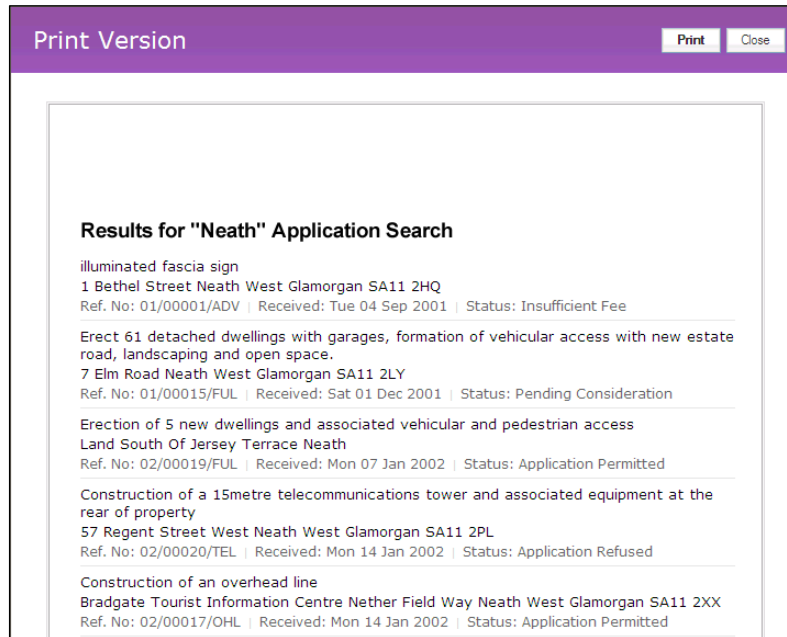 Print Version
Print
Close
Results for "Neath" Application Search
illuminated fascia sign
1 Bethel Street Neath West Glamorgan SA11 2HQ
Ref. No: 01/00001/ADV | Received: Tue 04 Sep 2001 | Status: Insufficient Fee
Erect 61 detached dwellings with garages, formation of vehicular access with new estate
road, landscaping and open space.
7 Elm Road Neath West Glamorgan SA11 2LY
Ref. No: 01/00015/FUL | Received: Sat 01 Dec 2001 | Status: Pending Consideration
Erection of 5 new dwellings and associated vehicular and pedestrian access
Land South Of Jersey Terrace Neath
Ref. No: 02/00019/FUL | Received: Mon 07 Jan 2002 | Status: Application Permitted
Construction of a 15metre telecommunications tower and associated equipment at the
rear of property
57 Regent Street West Neath West Glamorgan SA11 2PL
Ref. No: 02/00020/TEL | Received: Mon 14 Jan 2002 | Status: Application Refused
Construction of an overhead line
Bradgate Tourist Information Centre Nether Field Way Neath West Glamorgan SA11 2XX
Ref. No: 02/00017/OHL | Received: Mon 14 Jan 2002 | Status: Application Permitted